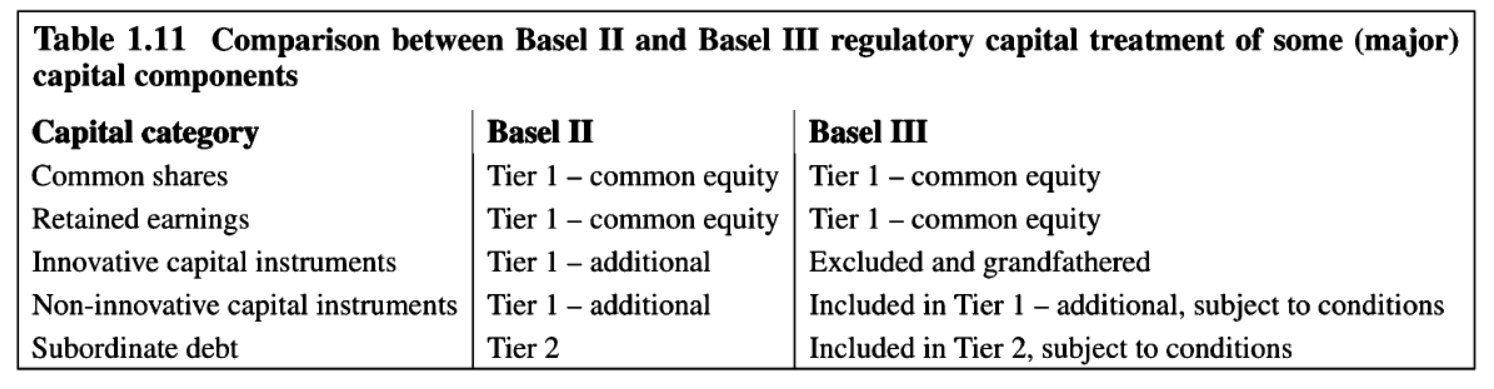 Table 1.11 Comparison between Basel II and Basel III regulatory capital treatment of some (major)
capital components
Capital category Basel II Basel III
Common shares Tier 1 – common equity Tier 1 – common equity
Retained earnings Tier 1 – common equity Tier 1 – common equity
Innovative capital instruments Tier 1 – additional Excluded and grandfathered
Non-innovative capital instruments Tier 1 – additional Included in Tier 1 – additional, subject to conditions
Subordinate debt Tier 2 Included in Tier 2, subject to conditions